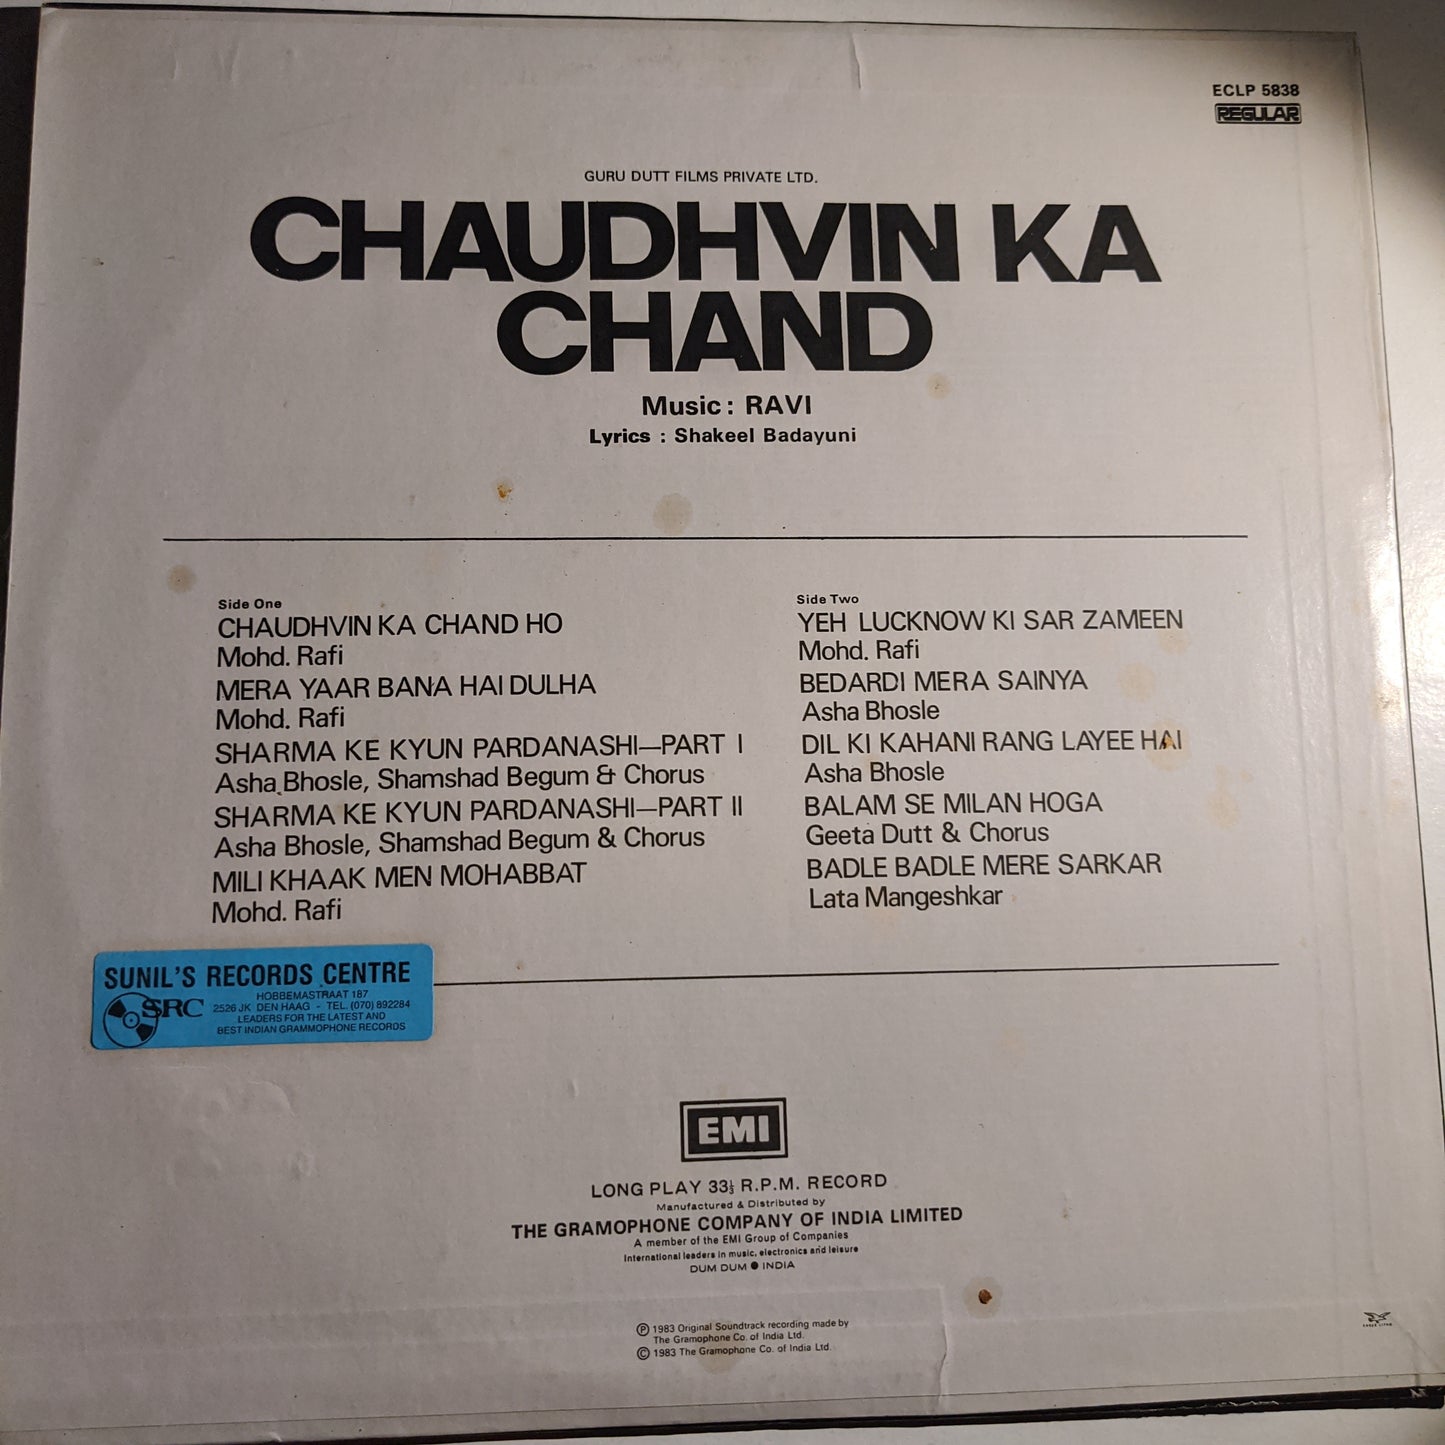 ECLP 5838
REGULAR
GURU DUTT FILMS PRIVATE LTD.
CHAUDHVIN KA
CHAND
Music : RAVI
Lyrics : Shakeel Badayuni
Side One
CHAUDHVIN KA CHAND HO
Mohd. Rafi
MERA YAAR BANA HAI DULHA
Mohd. Rafi
SHARMA KE KYUN PARDANASHI—PART I
Asha Bhosle, Shamshad Begum & Chorus
SHARMA KE KYUN PARDANASHI—PART II
Asha Bhosle, Shamshad Begum & Chorus
MILI KHAAK MEN MOHABBAT
Mohd. Rafi
Side Two
YEH LUCKNOW KI SAR ZAMEEN
Mohd. Rafi
BEDARDI MERA SAINYA
Asha Bhosle
DIL KI KAHANI RANG LAYEE HAI
Asha Bhosle
BALAM SE MILAN HOGA
Geeta Dutt & Chorus
BADLE BADLE MERE SARKAR
Lata Mangeshkar
SUNIL'S RECORDS CENTRE
SRC
HOBBEMASTRAAT 187
2526 JK DEN HAAG - TEL. (070) 892284
LEADERS FOR THE LATEST AND
BEST INDIAN GRAMMOPHONE RECORDS
EMI
LONG PLAY 33⅓ R.P.M. RECORD
Manufactured & Distributed by
THE GRAMOPHONE COMPANY OF INDIA LIMITED
A member of the EMI Group of Companies
International leaders in music, electronics and leisure
DUM DUM ● INDIA
℗ 1983 Original Soundtrack recording made by
The Gramophone Co. of India Ltd.
© 1983 The Gramophone Co. of India Ltd.